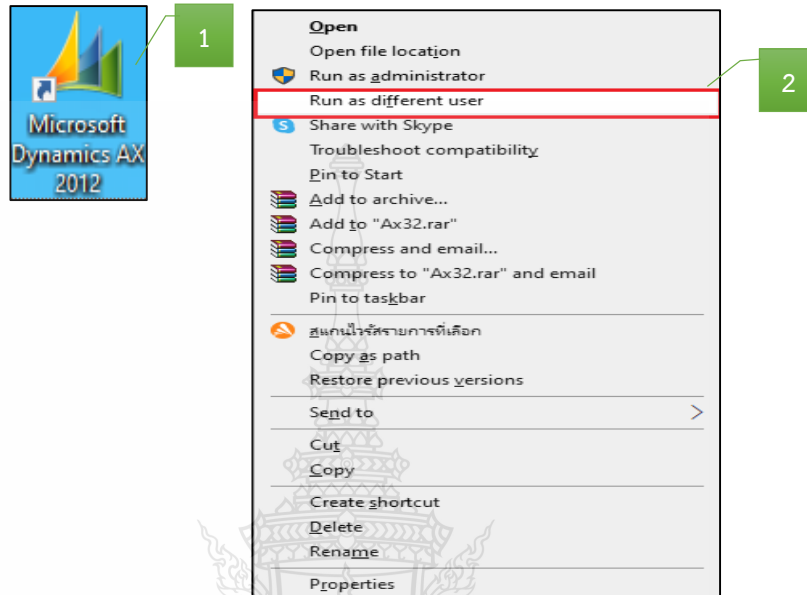 1
Microsoft
Dynamics AX
2012
2
Open
Open file location
Run as administrator
Run as different user
Share with Skype
Troubleshoot compatibility
Pin to Start
Add to archive...
Add to "Ax32.rar"
Compress and email...
Compress to "Ax32.rar" and email
Pin to taskbar
สแกนไวรัสรายการที่เลือก
Copy as path
Restore previous versions
Send to
Cut
Copy
Create shortcut
Delete
Rename
Properties